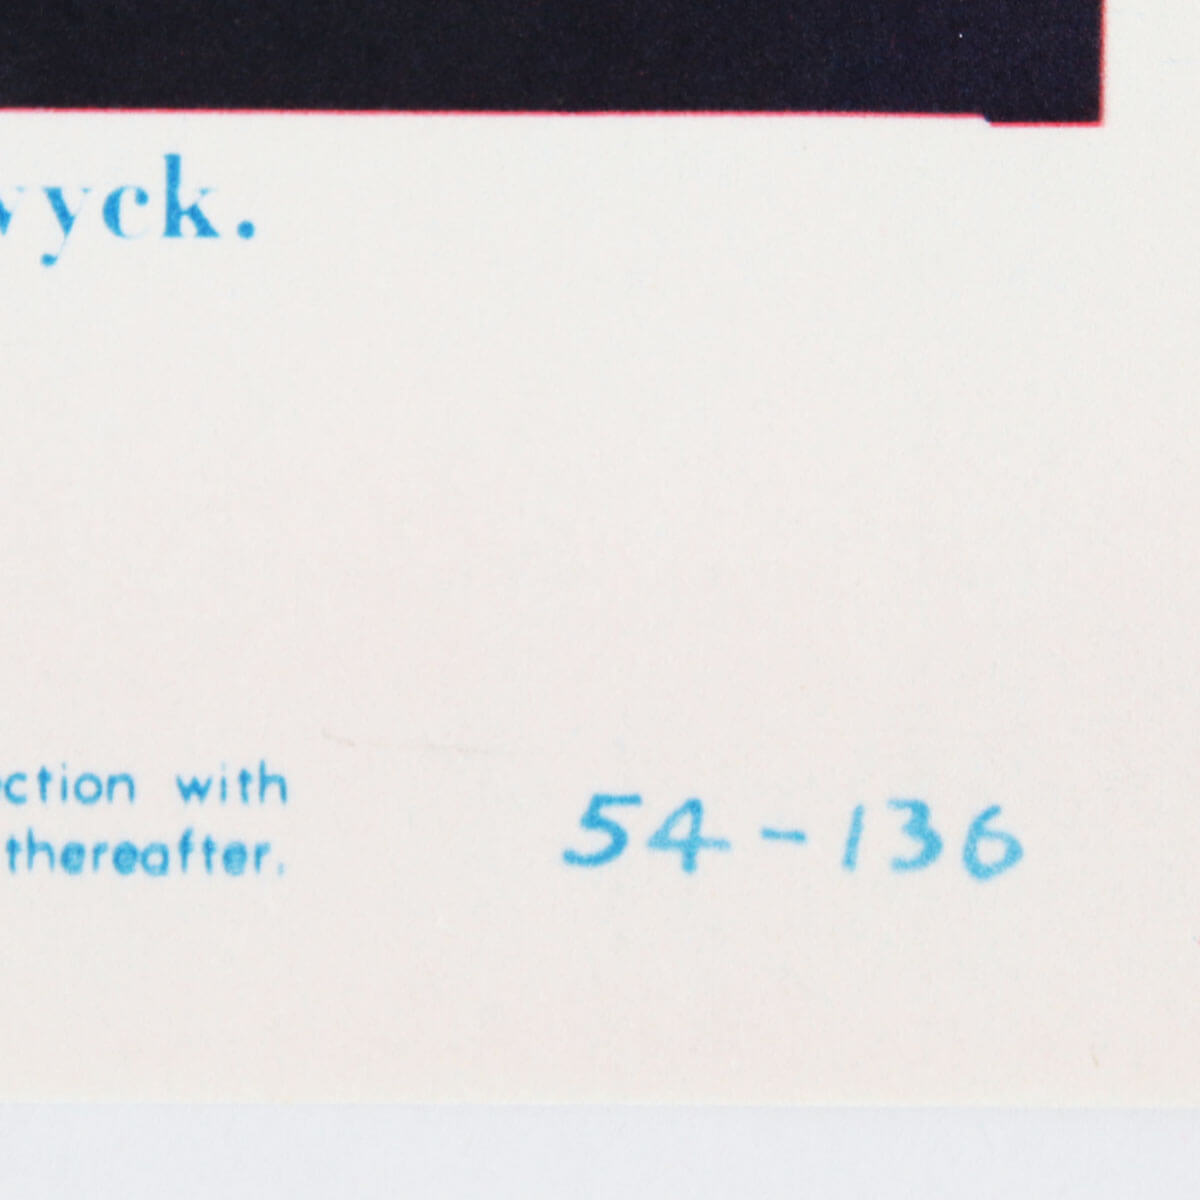 wyck.
ction with
thereafter.
54-136